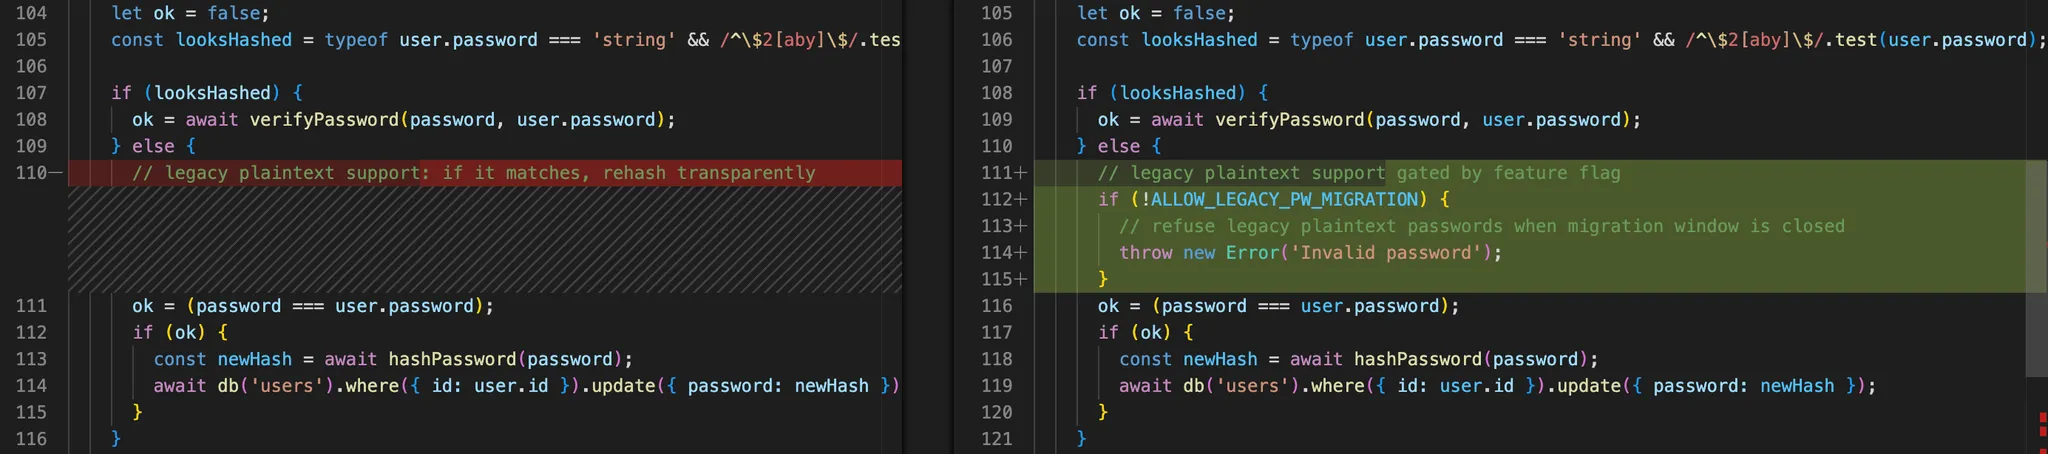 104 let ok = false;
105 const looksHashed = typeof user.password === 'string' && /^\$2[aby]\$/.tes
106
107 if (looksHashed) {
108 ok = await verifyPassword(password, user.password);
109 } else {
110— // legacy plaintext support: if it matches, rehash transparently
111 ok = (password === user.password);
112 if (ok) {
113 const newHash = await hashPassword(password);
114 await db('users').where({ id: user.id }).update({ password: newHash })
115 }
116 }
105 let ok = false;
106 const looksHashed = typeof user.password === 'string' && /^\$2[aby]\$/.test(user.password);
107
108 if (looksHashed) {
109 ok = await verifyPassword(password, user.password);
110 } else {
111+ // legacy plaintext support gated by feature flag
112+ if (!ALLOW_LEGACY_PW_MIGRATION) {
113+ // refuse legacy plaintext passwords when migration window is closed
114+ throw new Error('Invalid password');
115+ }
116 ok = (password === user.password);
117 if (ok) {
118 const newHash = await hashPassword(password);
119 await db('users').where({ id: user.id }).update({ password: newHash });
120 }
121 }